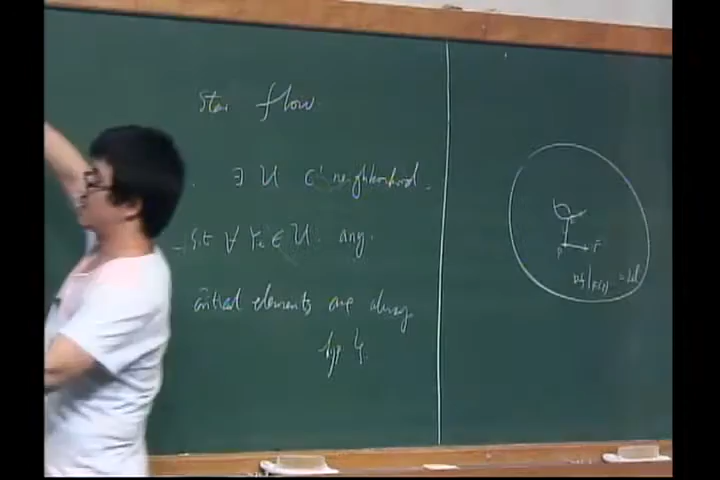 Star flow
∃ U C¹ neighborhood.
s.t ∀ ∈ U. any.
critical elements are always
hyp
P F